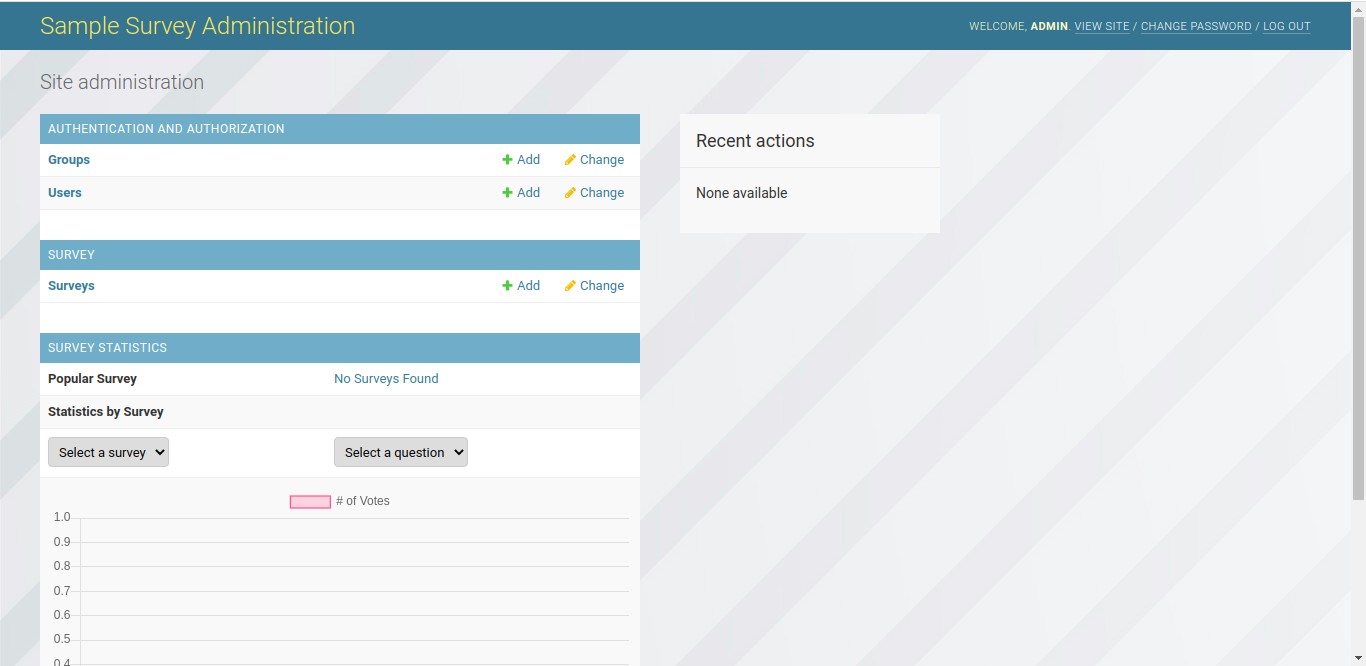 Sample Survey Administration
WELCOME, ADMIN. VIEW SITE / CHANGE PASSWORD / LOG OUT
Site administration
AUTHENTICATION AND AUTHORIZATION
Groups Add Change
Users Add Change
SURVEY
Surveys Add Change
SURVEY STATISTICS
Popular Survey No Surveys Found
Statistics by Survey
Select a survey Select a question
# of Votes
1.0
0.9
0.8
0.7
0.6
0.5
0.4
Recent actions
None available